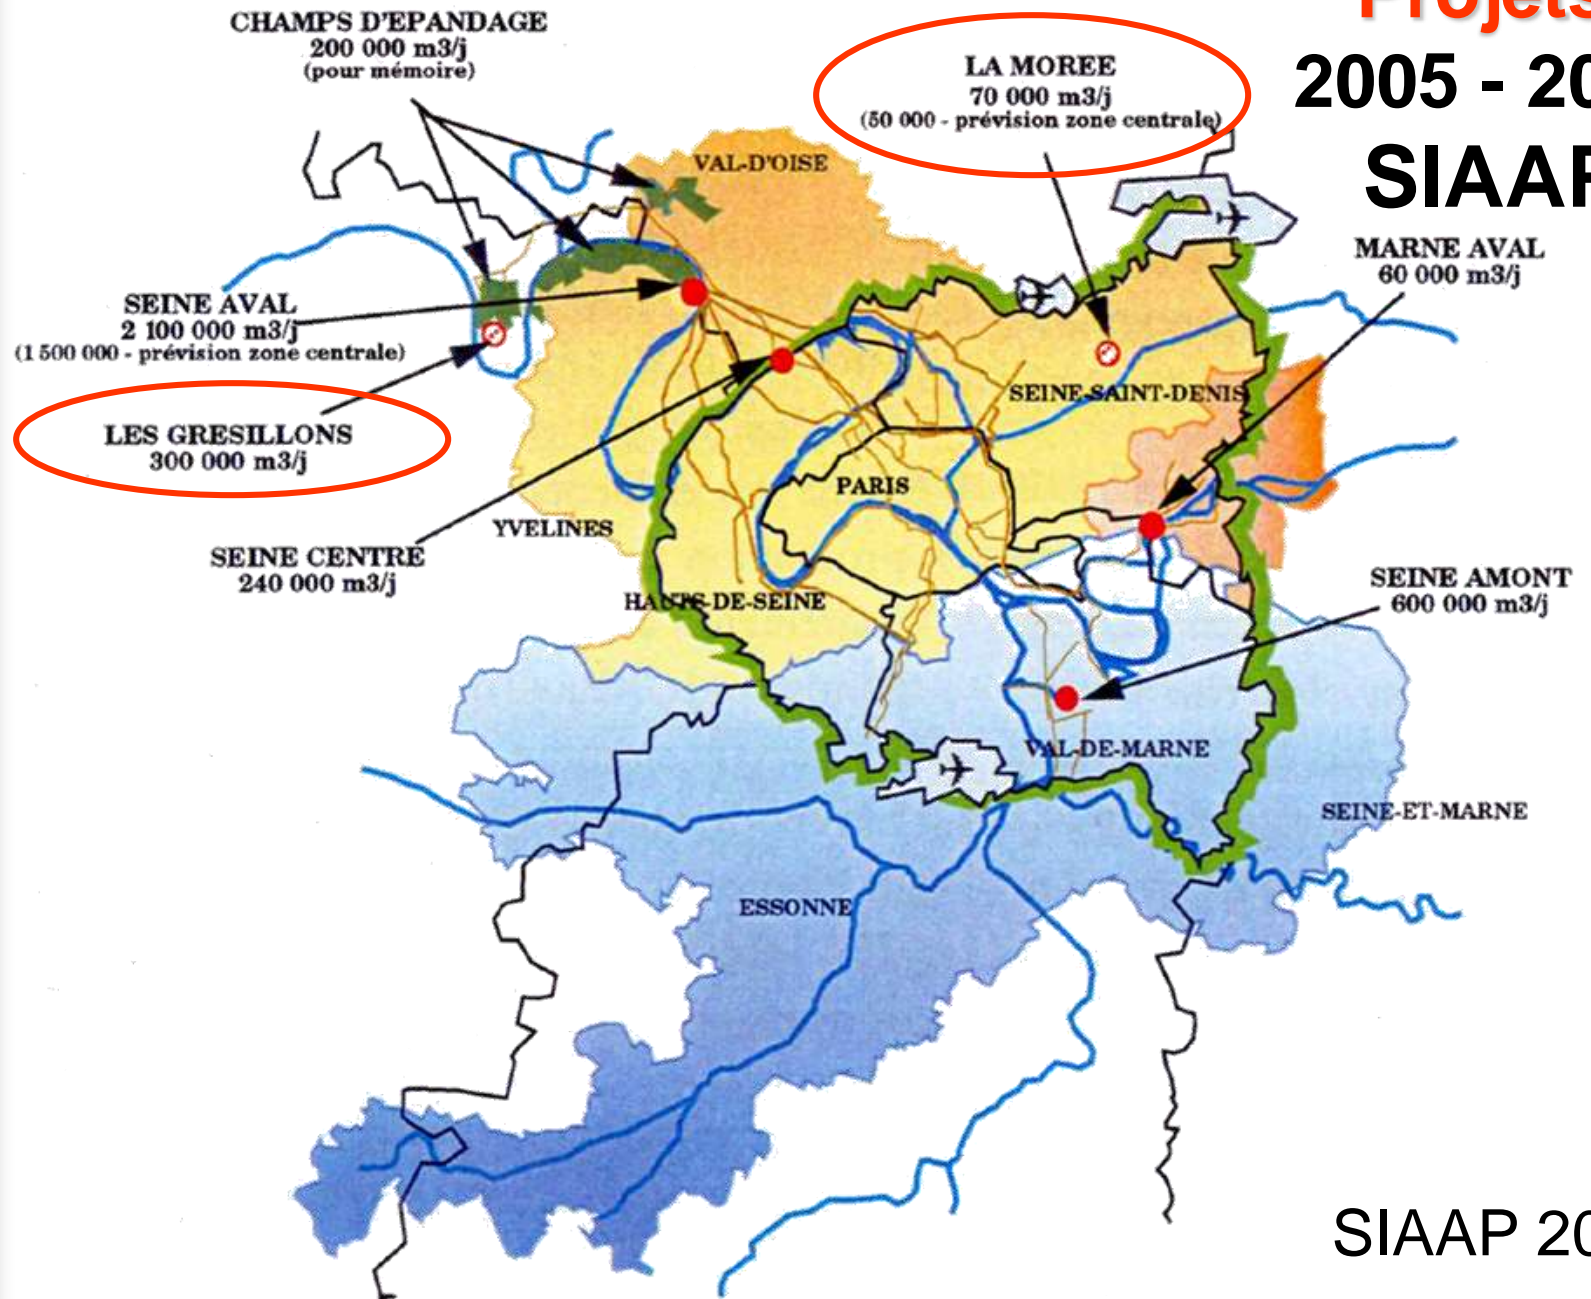 CHAMPS D'EPANDAGE
200 000 m3/j
(pour mémoire)
LA MOREE
70 000 m3/j
(50 000 - prévision zone centrale)
Projets
2005 - 20
SIAAP
VAL-D'OISE
MARNE AVAL
60 000 m3/j
SEINE AVAL
2 100 000 m3/j
(1 500 000 - prévision zone centrale)
SEINE-SAINT-DENIS
LES GRESILLONS
300 000 m3/j
PARIS
YVELINES
SEINE CENTRE
240 000 m3/j
SEINE AMONT
600 000 m3/j
HAUTS-DE-SEINE
VAL-DE-MARNE
SEINE-ET-MARNE
ESSONNE
SIAAP 20